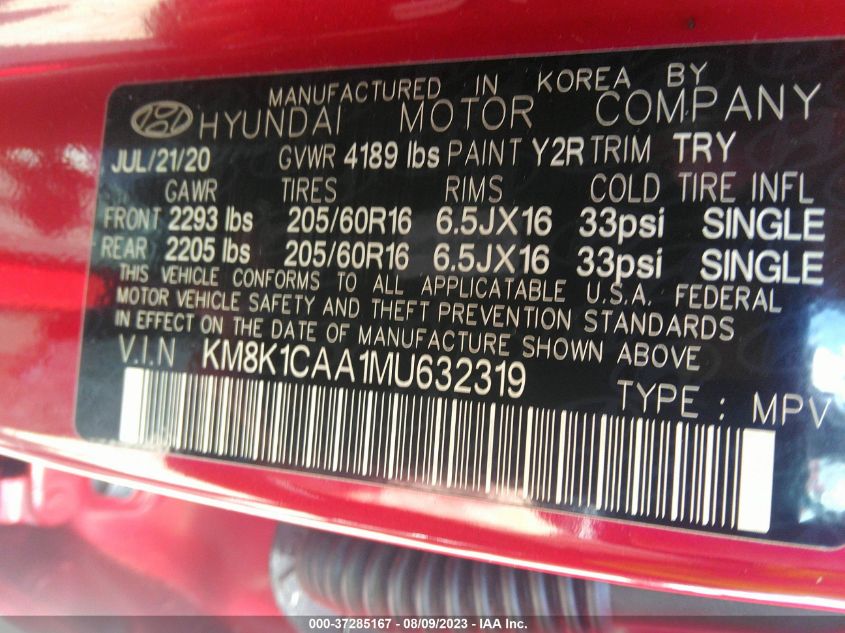 MANUFACTURED IN KOREA BY
HYUNDAI MOTOR COMPANY
JUL/21/20 GVWR 4189 lbs PAINT Y2R TRIM TRY
GAWR TIRES RIMS COLD TIRE INFL
FRONT 2293 lbs 205/60R16 6.5JX16 33psi SINGLE
REAR 2205 lbs 205/60R16 6.5JX16 33psi SINGLE
THIS VEHICLE CONFORMS TO ALL APPLICATABLE U.S.A. FEDERAL
MOTOR VEHICLE SAFETY AND THEFT PREVENTION STANDARDS
IN EFFECT ON THE DATE OF MANUFACTURE SHOWN ABOVE
V.I.N KM8K1CAA1MU632319
TYPE : MPV
000-37285167 - 08/09/2023 - IAA Inc.